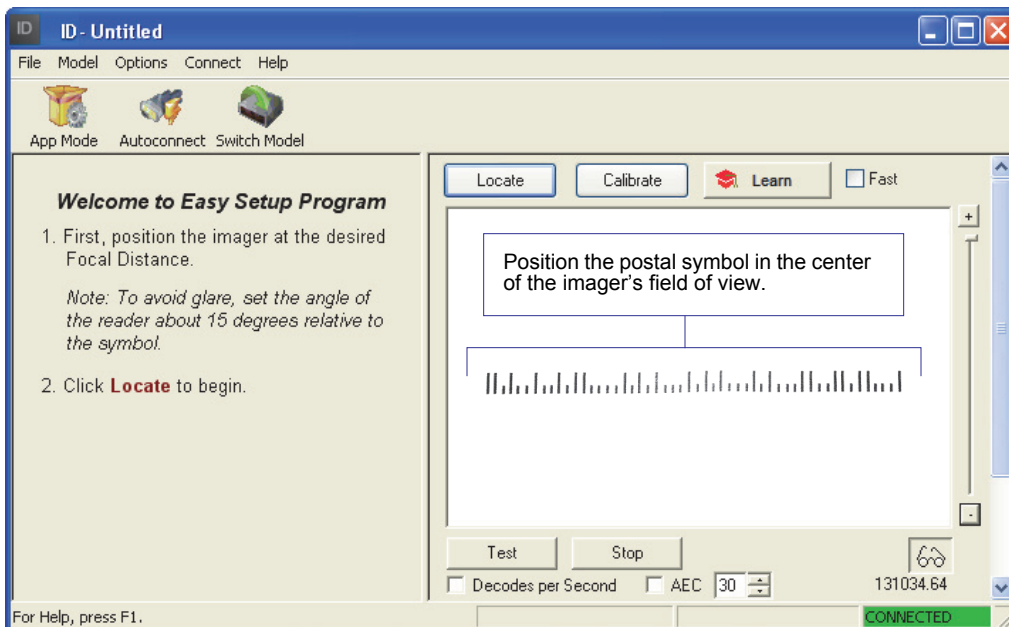 ID
ID - Untitled
File Model Options Connect Help
App Mode Autoconnect Switch Model
Welcome to Easy Setup Program
1. First, position the imager at the desired
Focal Distance.
Note: To avoid glare, set the angle of
the reader about 15 degrees relative to
the symbol.
2. Click Locate to begin.
Locate Calibrate Learn Fast
+
Position the postal symbol in the center
of the imager’s field of view.
-
Test Stop
Decodes per Second AEC 30 131034.64
For Help, press F1. CONNECTED